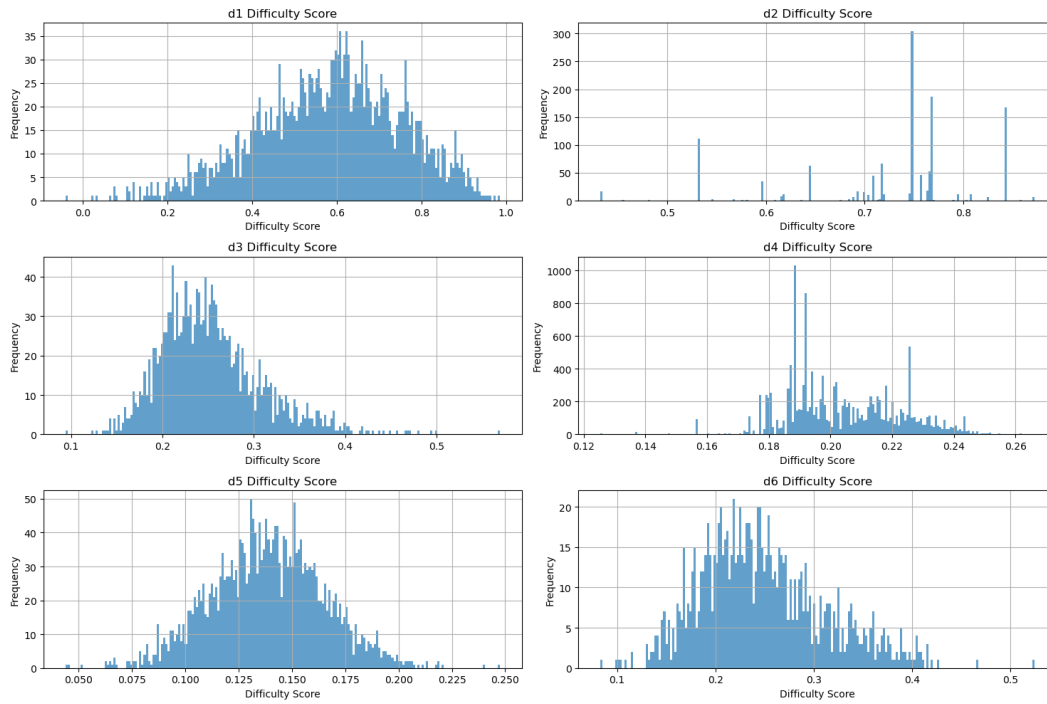 d1 Difficulty Score
35
30
25
20
15
10
5
0
Frequency
0.0 0.2 0.4 0.6 0.8 1.0
Difficulty Score
d2 Difficulty Score
300
250
200
150
100
50
0
Frequency
0.5 0.6 0.7 0.8
Difficulty Score
d3 Difficulty Score
40
30
20
10
0
Frequency
0.1 0.2 0.3 0.4 0.5
Difficulty Score
d4 Difficulty Score
1000
800
600
400
200
0
Frequency
0.12 0.14 0.16 0.18 0.20 0.22 0.24 0.26
Difficulty Score
d5 Difficulty Score
50
40
30
20
10
0
Frequency
0.050 0.075 0.100 0.125 0.150 0.175 0.200 0.225 0.250
Difficulty Score
d6 Difficulty Score
20
15
10
5
0
Frequency
0.1 0.2 0.3 0.4 0.5
Difficulty Score